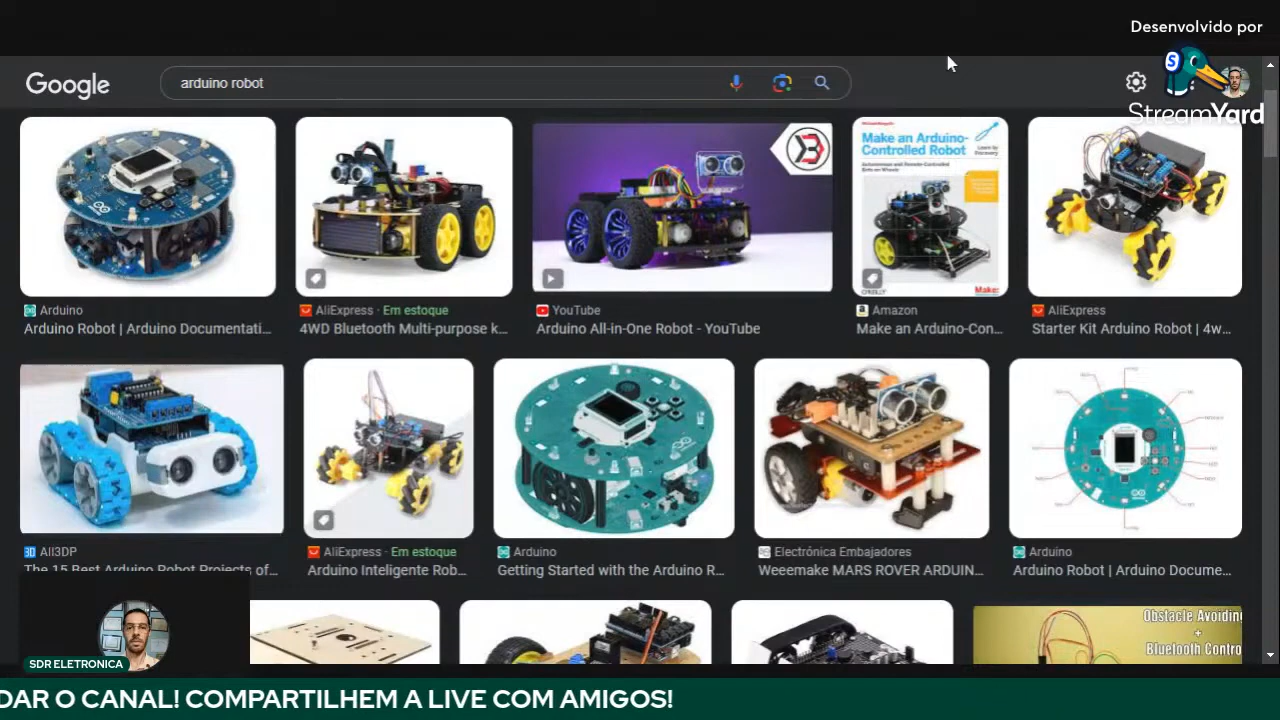 Desenvolvido por
Google
arduino robot
StreamYard
Make an Arduino-
Controlled Robot
Make:
Arduino
Arduino Robot | Arduino Documentati...
AliExpress · Em estoque
4WD Bluetooth Multi-purpose k...
YouTube
Arduino All-in-One Robot - YouTube
Amazon
Make an Arduino-Con...
AliExpress
Starter Kit Arduino Robot | 4w...
All3DP
The 15 Best Arduino Robot Projects of...
AliExpress · Em estoque
Arduino Inteligente Rob...
Arduino
Getting Started with the Arduino R...
Electrónica Embajadores
Weeemake MARS ROVER ARDUIN...
Arduino
Arduino Robot | Arduino Docume...
Obstacle Avoiding
+
Bluetooth Contro
SDR ELETRONICA
DAR O CANAL! COMPARTILHEM A LIVE COM AMIGOS!